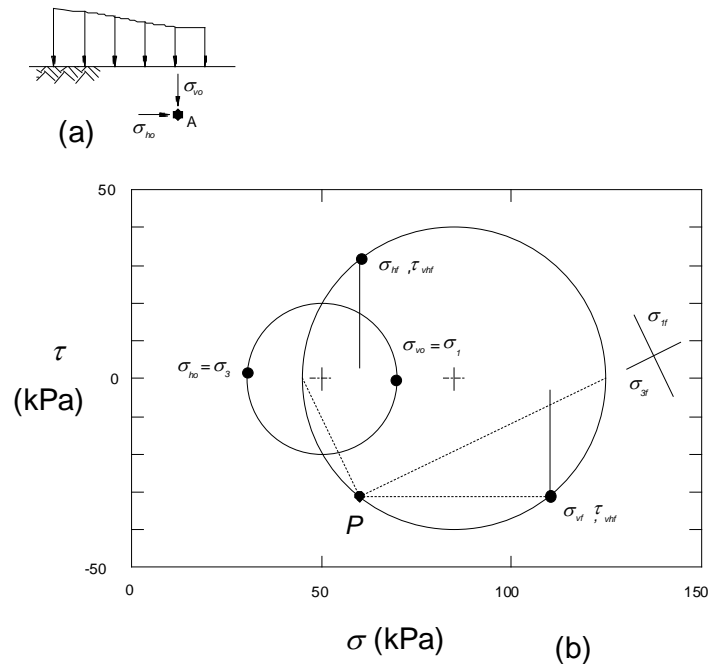 σvo
A
σho
(a)
50
σhf , τvhf
σ1f
τ
σvo = σ1
σho = σ3
0
(kPa)
σ3f
P
σvf , τvhf
-50
0 50 100 150
σ (kPa) (b)